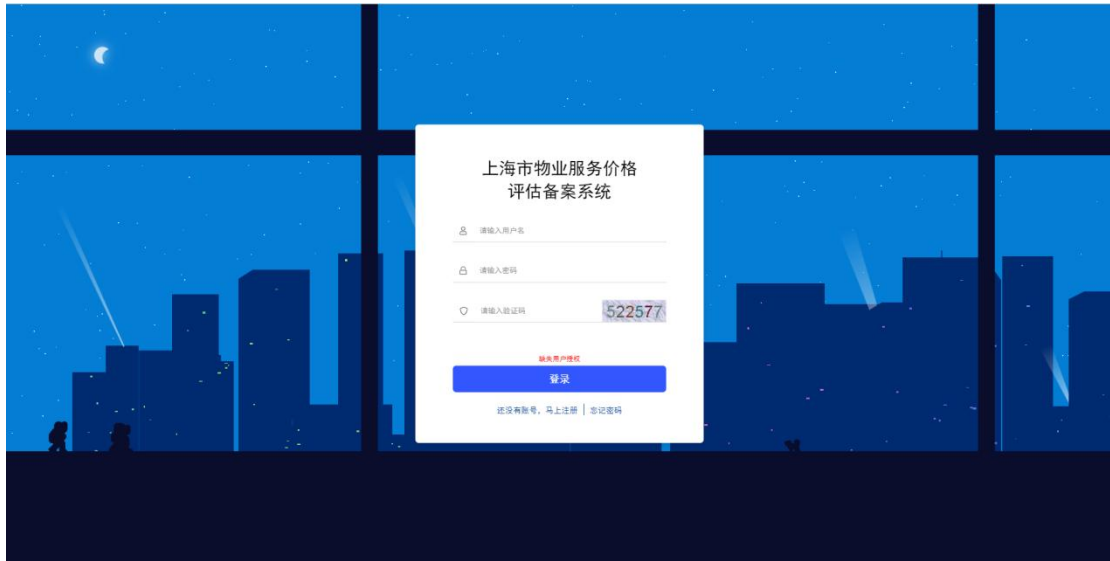 上海市物业服务价格
评估备案系统
请输入用户名
请输入密码
请输入验证码
522577
缺失用户授权
登录
还没有账号，马上注册 | 忘记密码